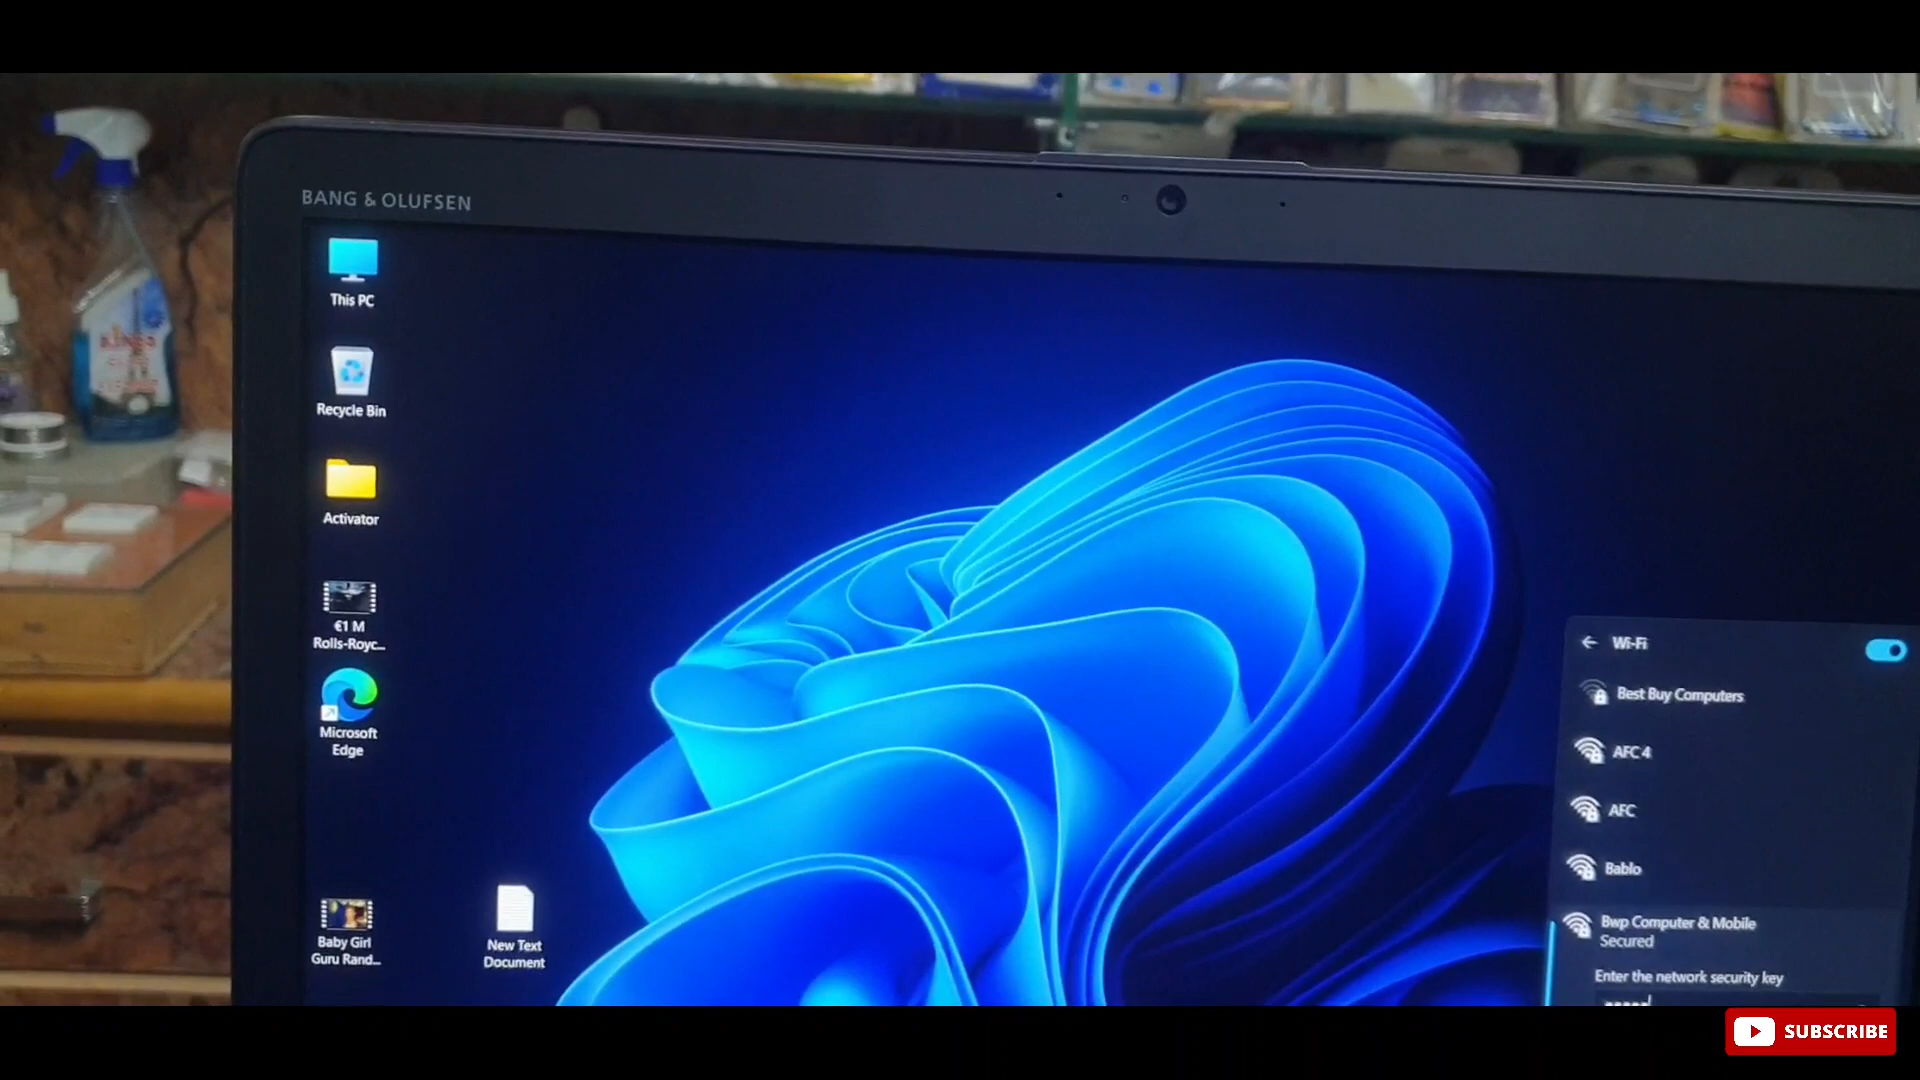 BANG & OLUFSEN
This PC
Recycle Bin
Activator
€1 M
Rolls-Royc...
Microsoft
Edge
Baby Girl
Guru Rand...
New Text
Document
Wi-Fi
Best Buy Computers
AFC 4
AFC
Bablo
Bwp Computer & Mobile
Secured
Enter the network security key
SUBSCRIBE